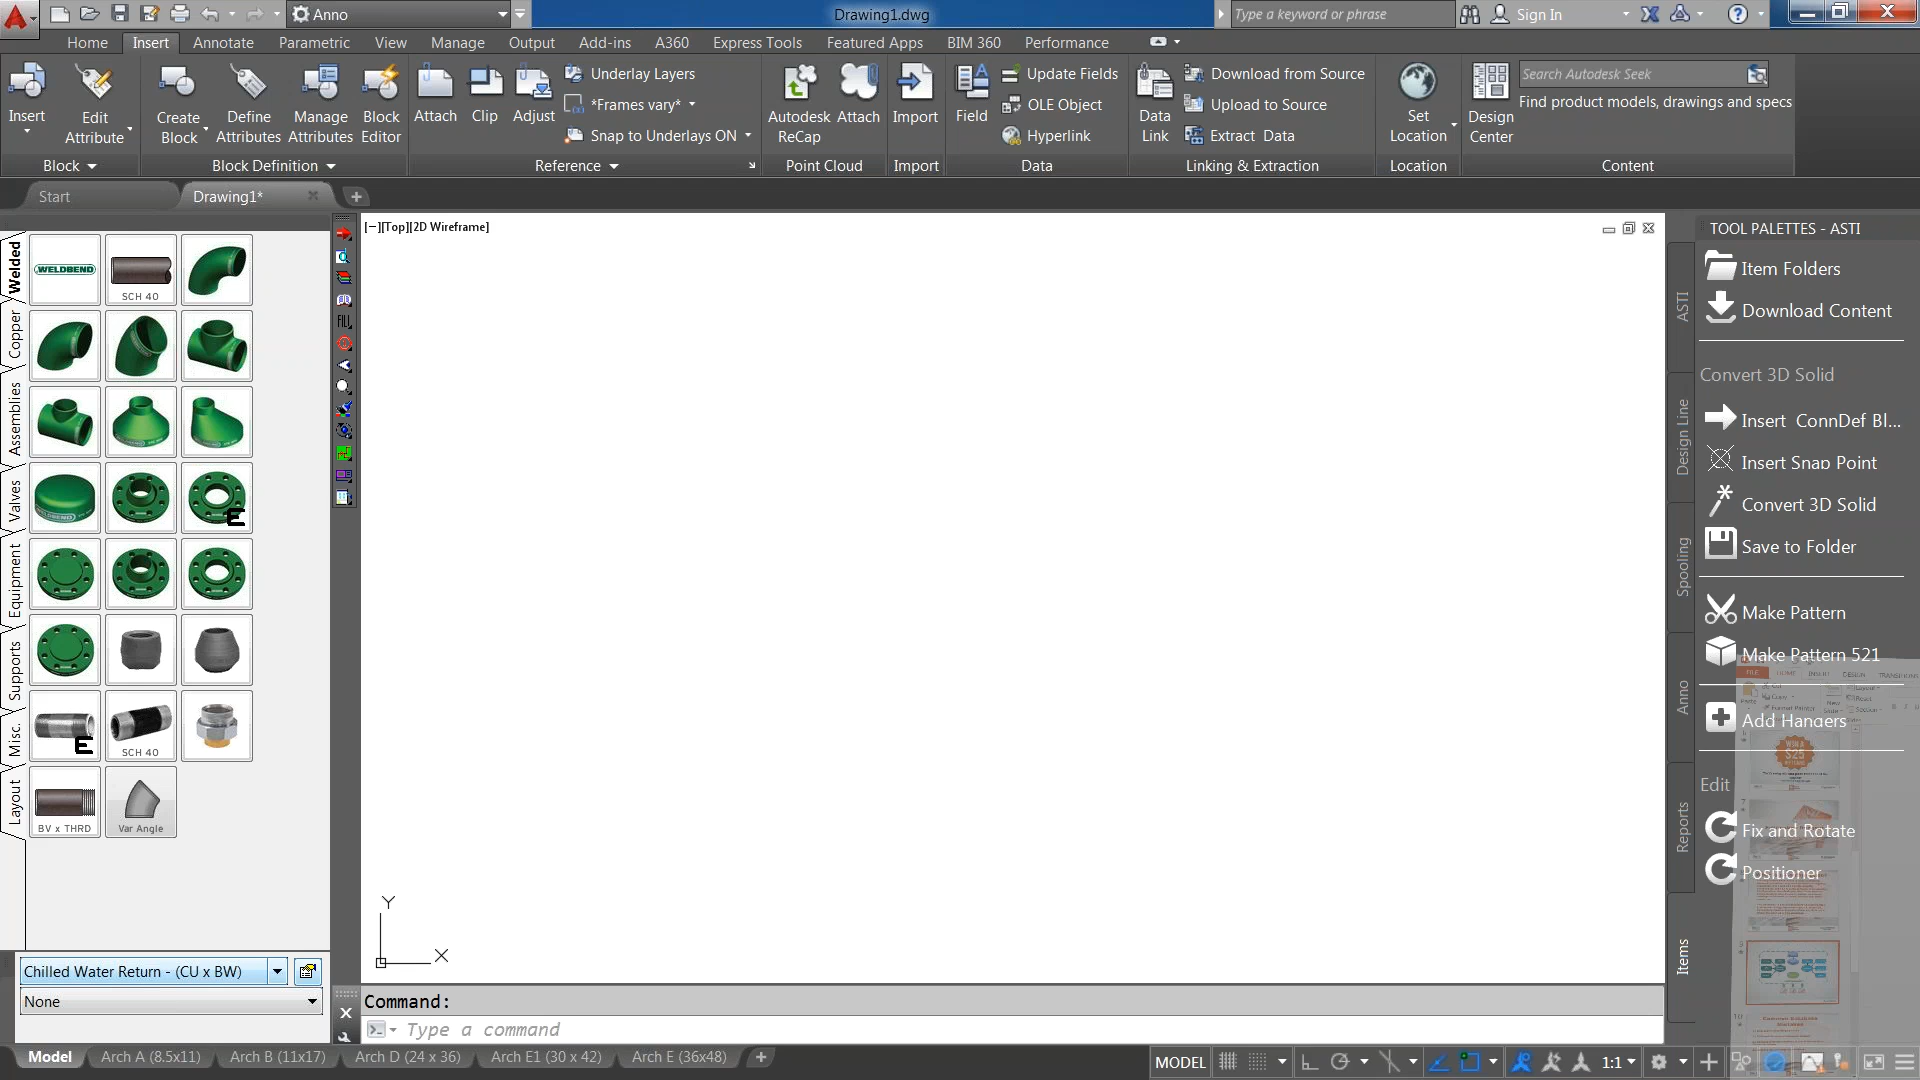 Anno
Drawing1.dwg
Type a keyword or phrase
Sign In
Home
Insert
Annotate
Parametric
View
Manage
Output
Add-ins
A360
Express Tools
Featured Apps
BIM 360
Performance
Insert
Edit
Attribute
Create
Block
Define
Attributes
Manage
Attributes
Block
Editor
Attach
Clip
Adjust
Underlay Layers
*Frames vary*
Snap to Underlays ON
Autodesk
ReCap
Attach
Import
Field
Update Fields
OLE Object
Hyperlink
Data
Link
Download from Source
Upload to Source
Extract Data
Set
Location
Design
Center
Search Autodesk Seek
Find product models, drawings and specs
Block
Block Definition
Reference
Point Cloud
Import
Data
Linking & Extraction
Location
Content
Start
Drawing1*
Welded
Copper
Assemblies
Valves
Equipment
Supports
Misc.
Layout
WELDBEND
SCH 40
E
E
SCH 40
BV x THRD
Var Angle
FILL
[−][Top][2D Wireframe]
Y
X
TOOL PALETTES - ASTI
Item Folders
Download Content
Convert 3D Solid
Insert ConnDef Bl...
Insert Snap Point
Convert 3D Solid
Save to Folder
Make Pattern
Make Pattern 521
Add Hangers
Edit
Fix and Rotate
Positioner
ASTI
Design Line
Spooling
Anno
Reports
Items
FILE
HOME
INSERT
DESIGN
WIN A
$25
Chilled Water Return - (CU x BW)
None
Command:
Type a command
Model
Arch A (8.5x11)
Arch B (11x17)
Arch D (24 x 36)
Arch E1 (30 x 42)
Arch E (36x48)
MODEL
1:1